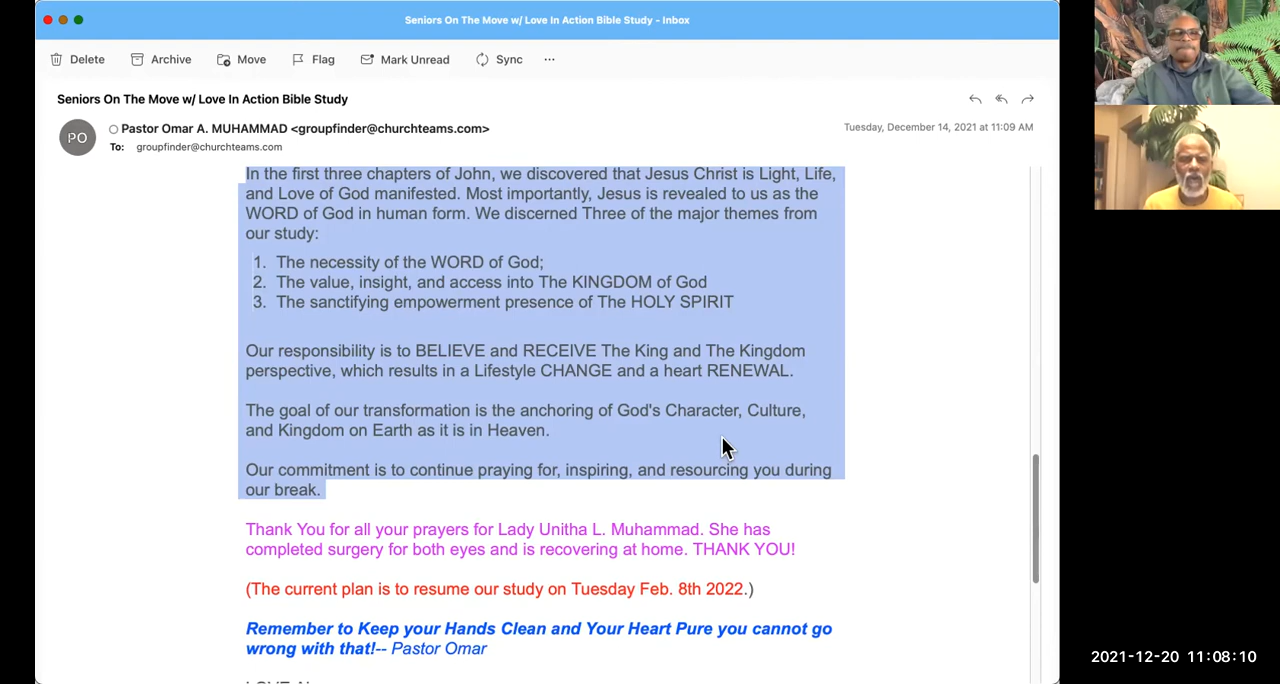 Seniors On The Move w/ Love In Action Bible Study - Inbox
Delete Archive Move Flag Mark Unread Sync ...
Seniors On The Move w/ Love In Action Bible Study
PO
Pastor Omar A. MUHAMMAD <groupfinder@churchteams.com>
Tuesday, December 14, 2021 at 11:09 AM
To: groupfinder@churchteams.com
In the first three chapters of John, we discovered that Jesus Christ is Light, Life,
and Love of God manifested. Most importantly, Jesus is revealed to us as the
WORD of God in human form. We discerned Three of the major themes from
our study:
1. The necessity of the WORD of God;
2. The value, insight, and access into The KINGDOM of God
3. The sanctifying empowerment presence of The HOLY SPIRIT
Our responsibility is to BELIEVE and RECEIVE The King and The Kingdom
perspective, which results in a Lifestyle CHANGE and a heart RENEWAL.
The goal of our transformation is the anchoring of God's Character, Culture,
and Kingdom on Earth as it is in Heaven.
Our commitment is to continue praying for, inspiring, and resourcing you during
our break.
Thank You for all your prayers for Lady Unitha L. Muhammad. She has
completed surgery for both eyes and is recovering at home. THANK YOU!
(The current plan is to resume our study on Tuesday Feb. 8th 2022.)
Remember to Keep your Hands Clean and Your Heart Pure you cannot go
wrong with that!-- Pastor Omar
2021-12-20 11:08:10